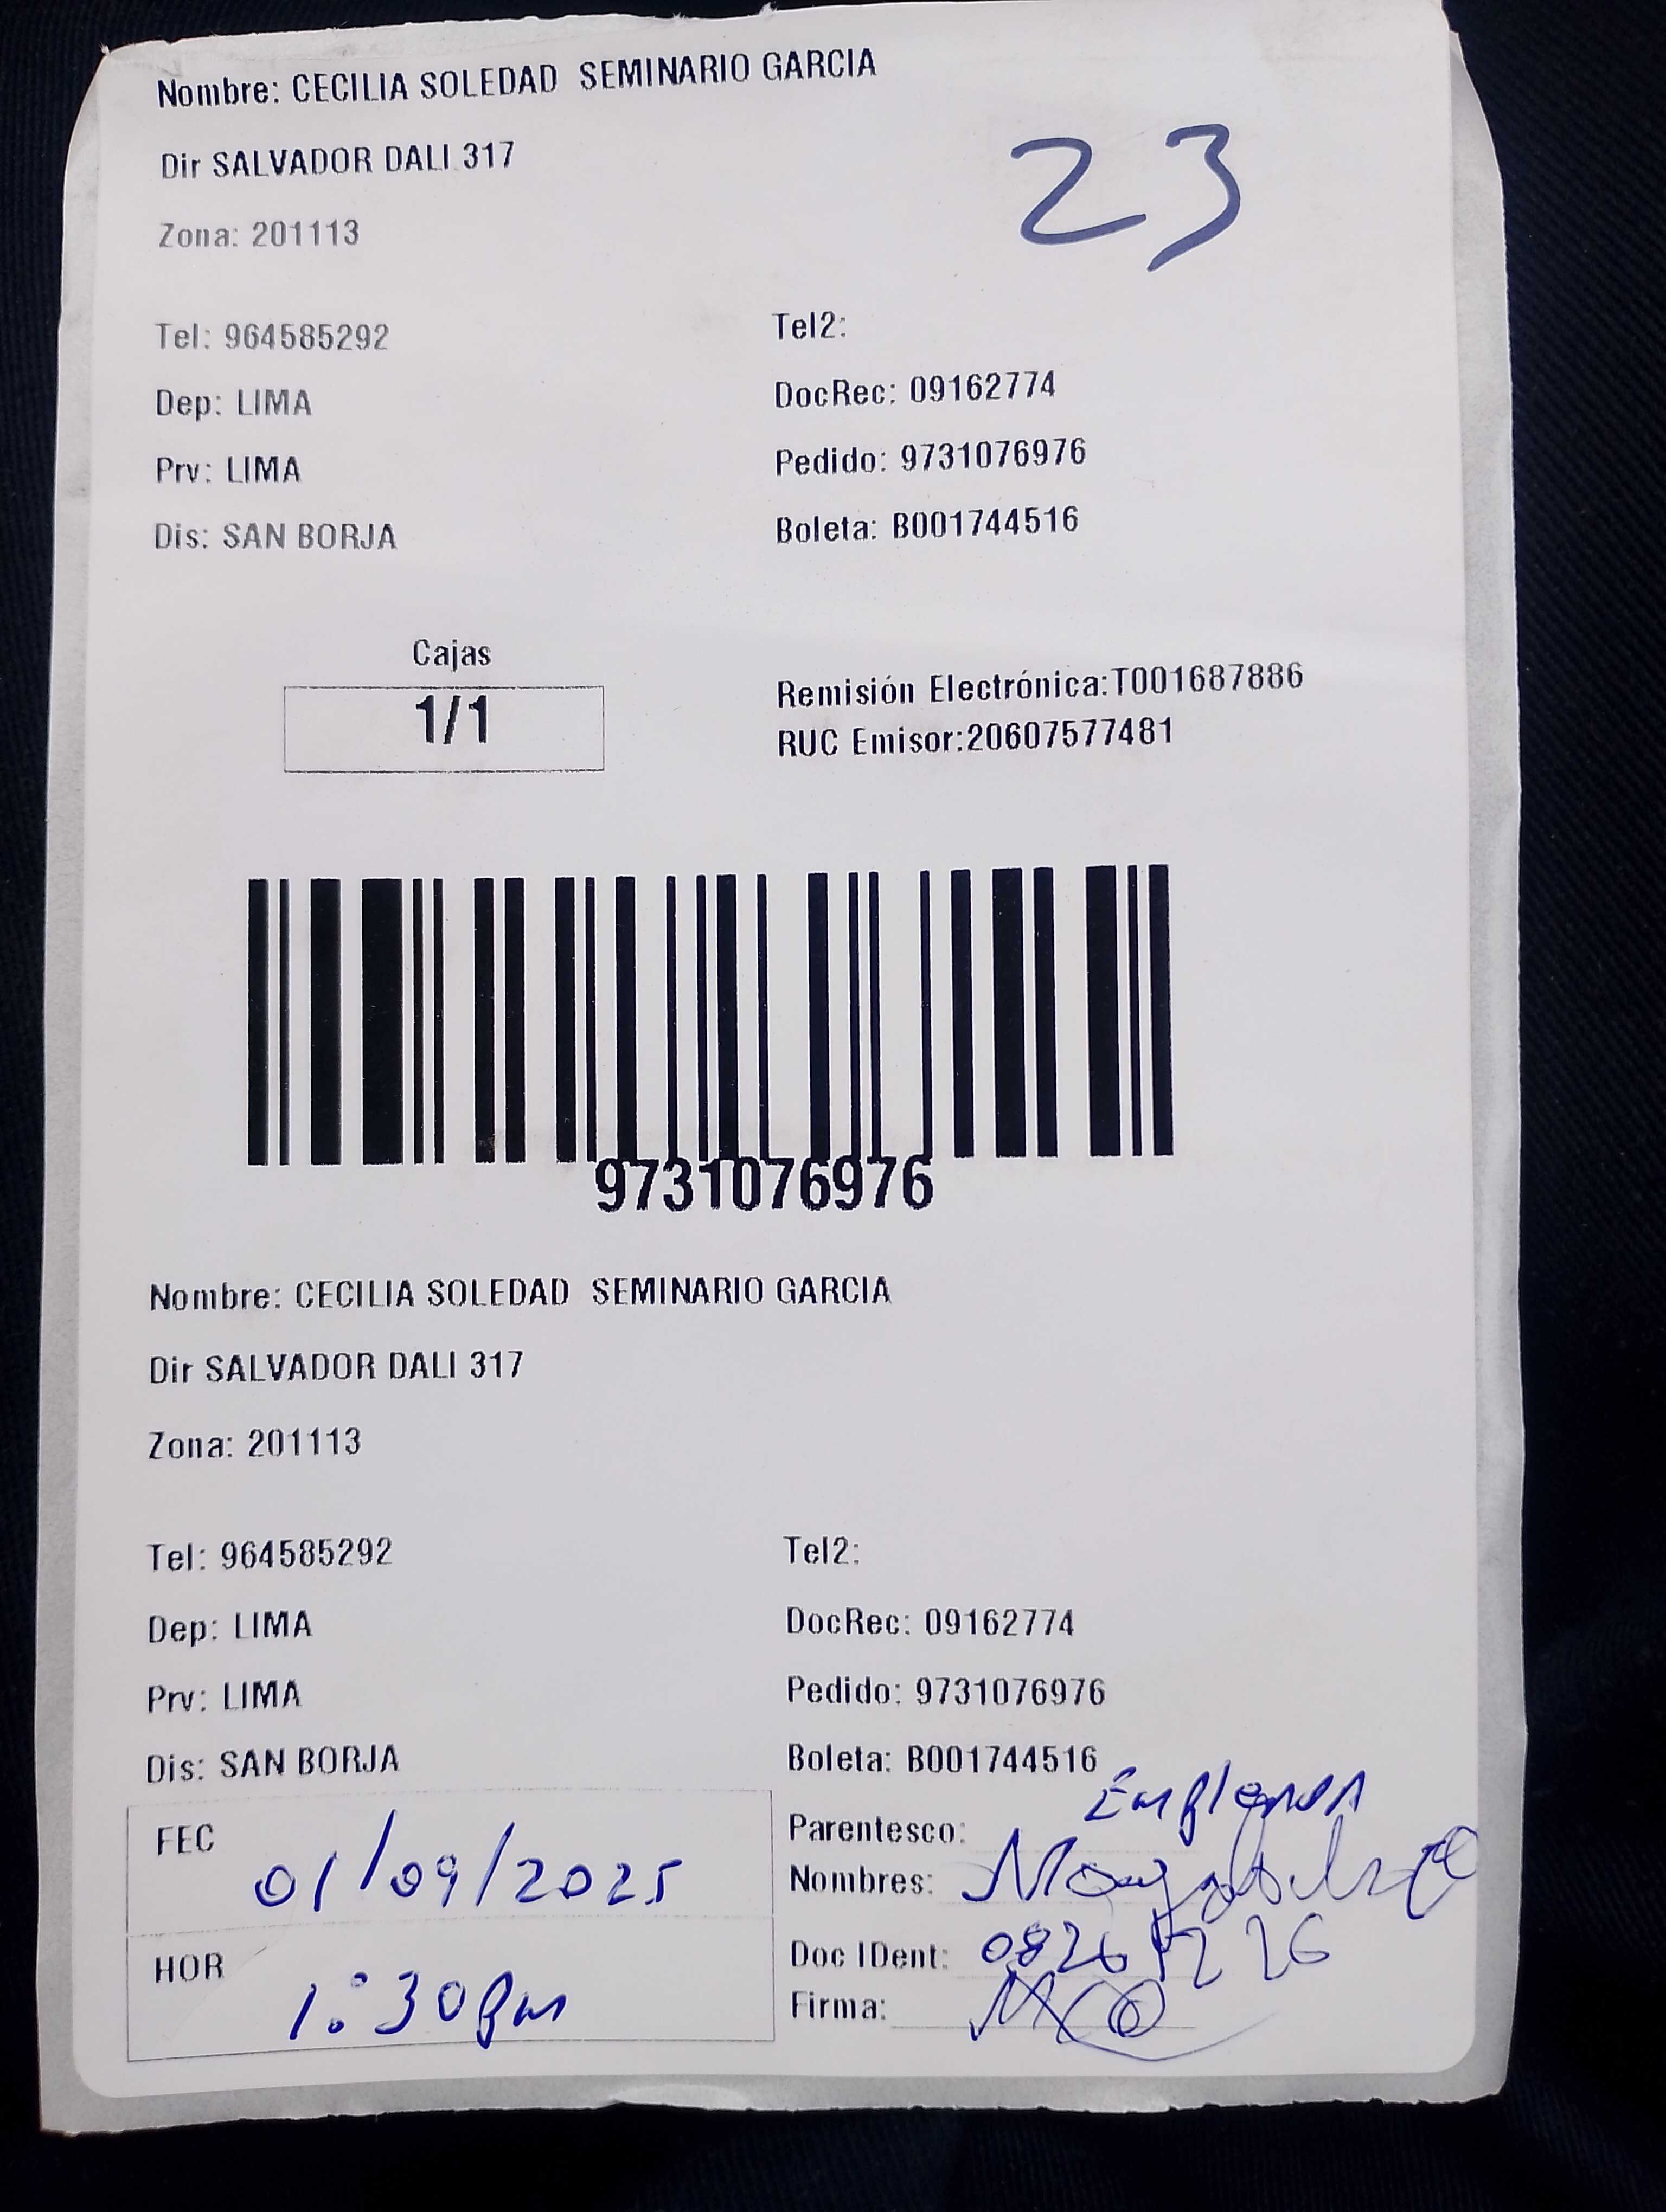 Nombre: CECILIA SOLEDAD SEMINARIO GARCIA
23
Dir SALVADOR DALI 317
Zona: 201113
Tel: 964585292 Tel2:
Dep: LIMA DocRec: 09162774
Prv: LIMA Pedido: 9731076976
Dis: SAN BORJA Boleta: B001744516
Cajas
1/1
Remisión Electrónica:T001687886
RUC Emisor:20607577481
9731076976
Nombre: CECILIA SOLEDAD SEMINARIO GARCIA
Dir SALVADOR DALI 317
Zona: 201113
Tel: 964585292 Tel2:
Dep: LIMA DocRec: 09162774
Prv: LIMA Pedido: 9731076976
Dis: SAN BORJA Boleta: B001744516
FEC 01/09/2025
HOR 1:30pm
Parentesco:
Nombres:
Doc IDent:
Firma: